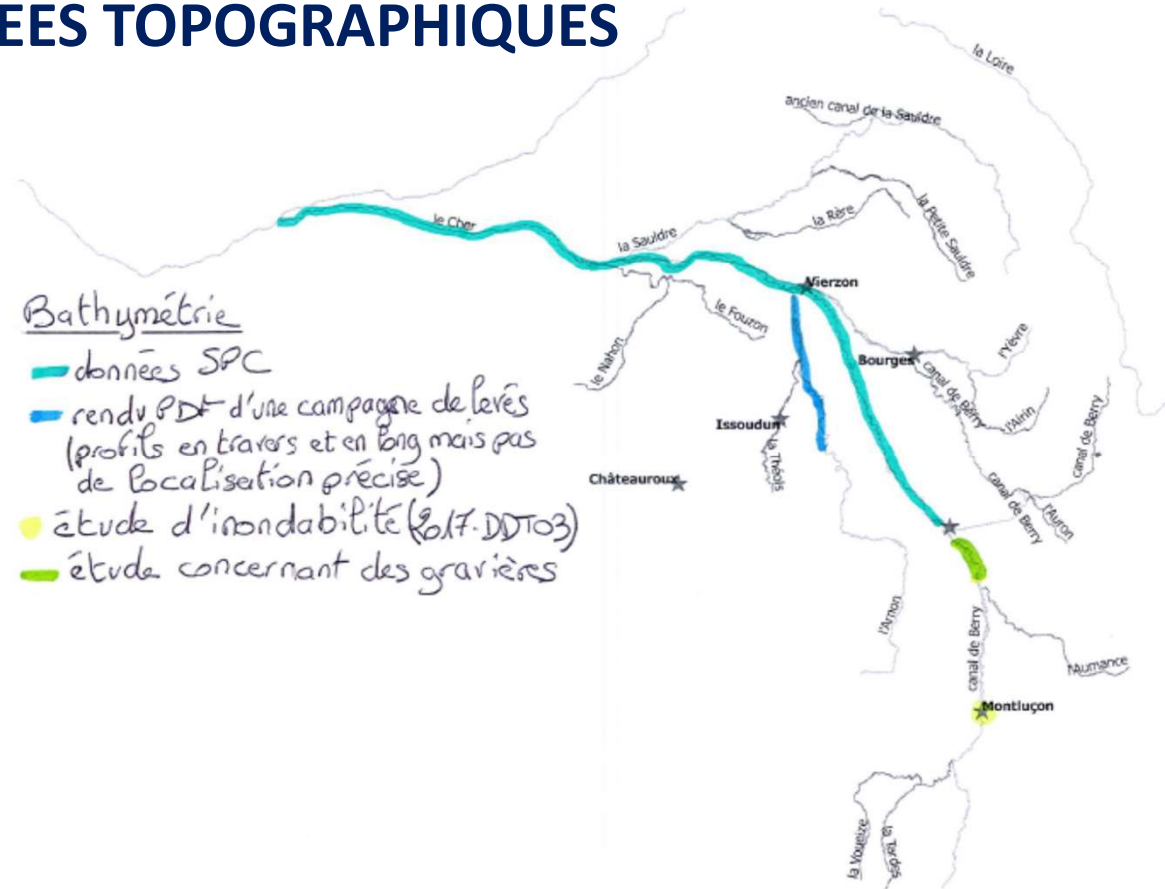 EES TOPOGRAPHIQUES
la Loire
ancien canal de la Sauldre
la Petite Sauldre
la Rère
le Cher
la Sauldre
Vierzon
le Fouzon
le Nahon
Bourges
l'Yèvre
canal de Berry
l'Airin
canal de Berry
Issoudun
la Théols
Châteauroux
canal de Berry
l'Auron
l'Arnon
canal de Berry
l'Aumance
Montluçon
la Voueize
la Tardes
Bathymétrie
données SPC
rendu PDF d'une campagne de levés
(profils en travers et en long mais pas
de localisation précise)
étude d'inondabilité (2017-DDT03)
étude concernant des gravières